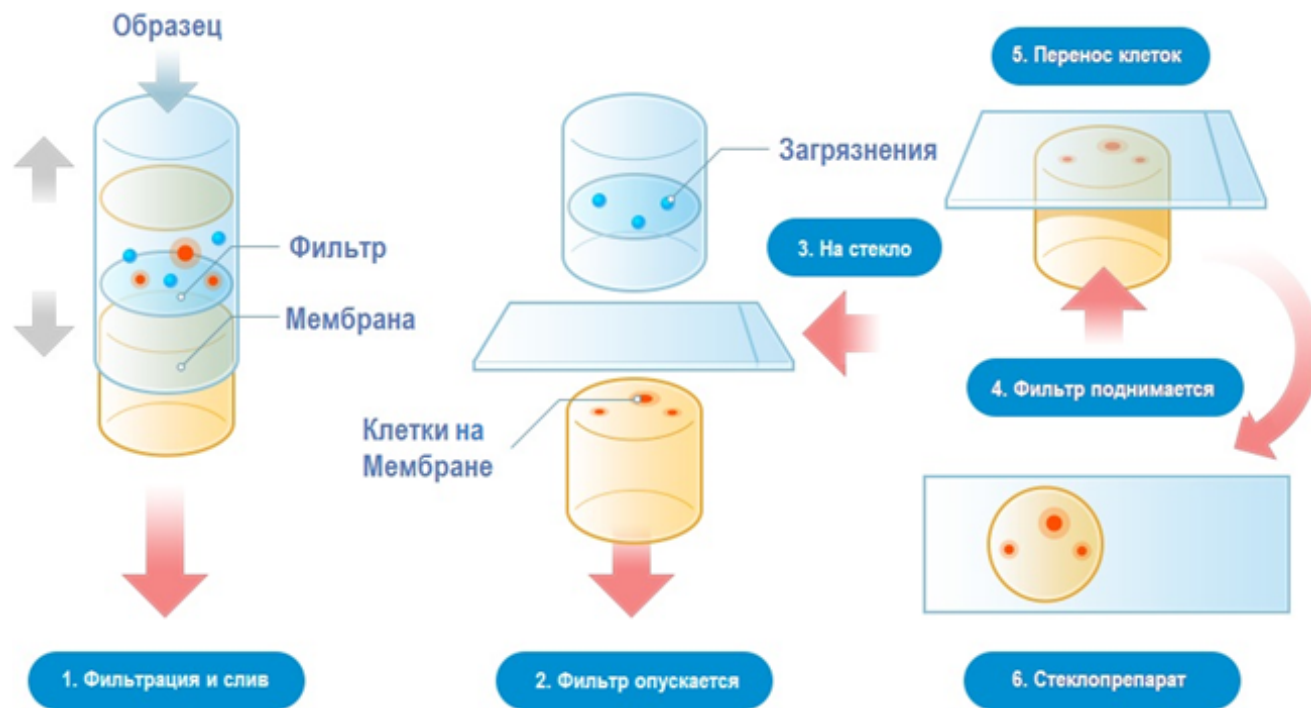 Образец
Фильтр
Мембрана
1. Фильтрация и слив
Загрязнения
Клетки на
Мембране
2. Фильтр опускается
3. На стекло
5. Перенос клеток
4. Фильтр поднимается
6. Стеклопрепарат